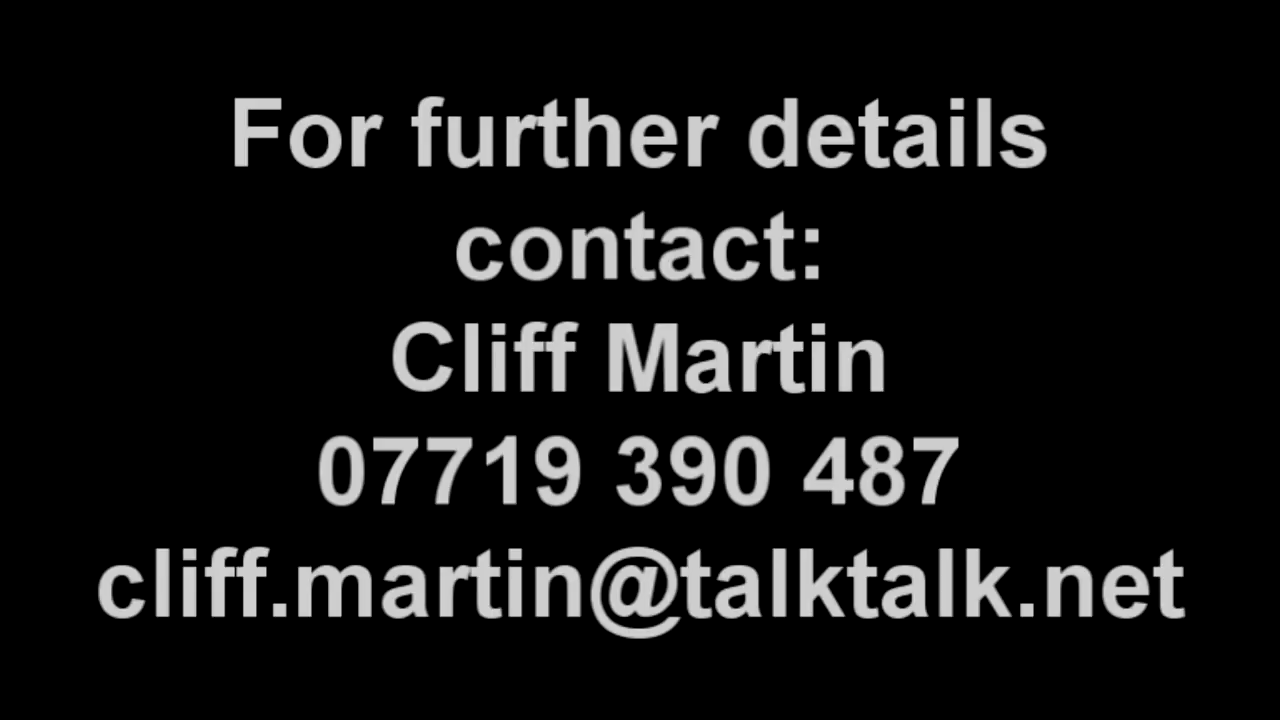 For further details
contact:
Cliff Martin
07719 390 487
cliff.martin@talktalk.net